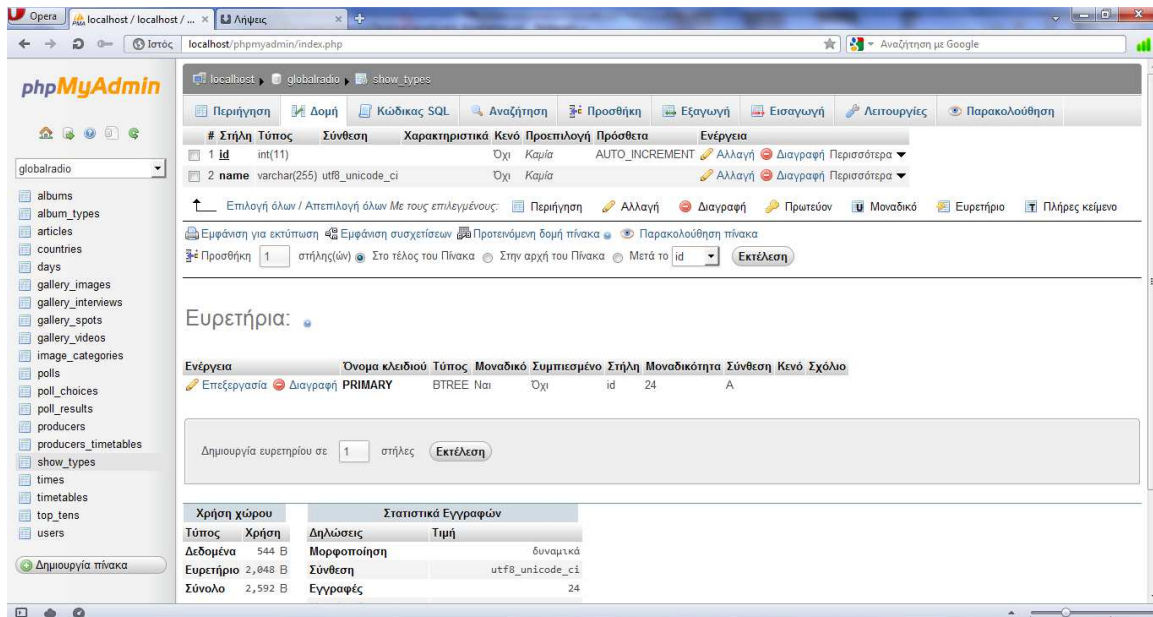 Opera
localhost / localhost / ...
Λήψεις
Ιστός
localhost/phpmyadmin/index.php
Αναζήτηση με Google
phpMyAdmin
globalradio
albums
album_types
articles
countries
days
gallery_images
gallery_interviews
gallery_spots
gallery_videos
image_categories
polls
poll_choices
poll_results
producers
producers_timetables
show_types
times
timetables
top_tens
users
Δημιουργία πίνακα
localhost globalradio show_types
Περιήγηση Δομή Κώδικας SQL Αναζήτηση Προσθήκη Εξαγωγή Εισαγωγή Λειτουργίες Παρακολούθηση
# Στήλη Τύπος Σύνθεση Χαρακτηριστικά Κενό Προεπιλογή Πρόσθετα Ενέργεια
1 id int(11) Όχι Καμία AUTO_INCREMENT Αλλαγή Διαγραφή Περισσότερα
2 name varchar(255) utf8_unicode_ci Όχι Καμία Αλλαγή Διαγραφή Περισσότερα
Επιλογή όλων / Απεπιλογή όλων Με τους επιλεγμένους: Περιήγηση Αλλαγή Διαγραφή Πρωτεύον Μοναδικό Ευρετήριο Πλήρες κείμενο
Εμφάνιση για εκτύπωση Εμφάνιση συσχετίσεων Προτεινόμενη δομή πίνακα Παρακολούθηση πίνακα
Προσθήκη 1 στήλης(ών) Στο τέλος του Πίνακα Στην αρχή του Πίνακα Μετά το id Εκτέλεση
Ευρετήρια:
Ενέργεια Όνομα κλειδιού Τύπος Μοναδικό Συμπιεσμένο Στήλη Μοναδικότητα Σύνθεση Κενό Σχόλιο
Επεξεργασία Διαγραφή PRIMARY BTREE Ναι Όχι id 24 A
Δημιουργία ευρετηρίου σε 1 στήλες Εκτέλεση
Χρήση χώρου
Τύπος Χρήση
Δεδομένα 544 B
Ευρετήριο 2,048 B
Σύνολο 2,592 B
Στατιστικά Εγγραφών
Δηλώσεις Τιμή
Μορφοποίηση δυναμικά
Σύνθεση utf8_unicode_ci
Εγγραφές 24